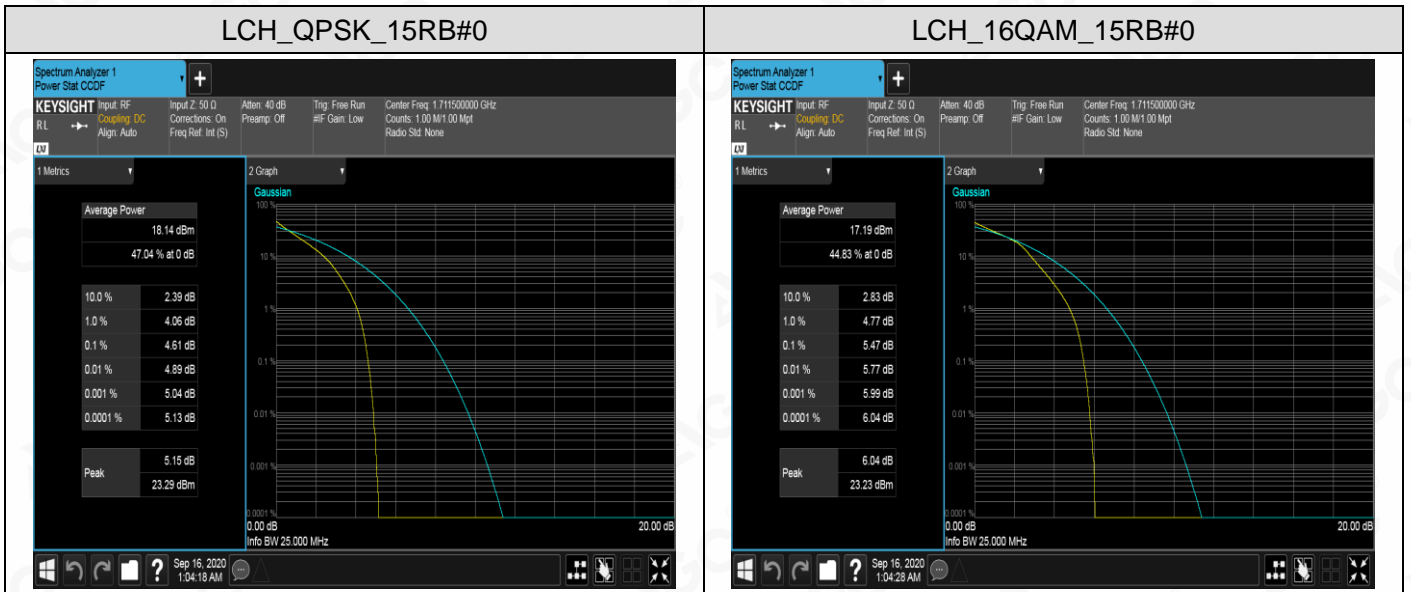 LCH_QPSK_15RB#0
Spectrum Analyzer 1
Power Stat CCDF
+
KEYSIGHT Input: RF Input Z: 50 Ω Atten: 40 dB Trig: Free Run Center Freq: 1.711500000 GHz
RL Coupling: DC Corrections: On Preamp: Off #IF Gain: Low Counts: 1.00 M/1.00 Mpt
Align: Auto Freq Ref: Int (S) Radio Std: None
LXI
1 Metrics
2 Graph
Gaussian
Average Power
18.14 dBm
47.04 % at 0 dB
10.0 % 2.39 dB
1.0 % 4.06 dB
0.1 % 4.61 dB
0.01 % 4.89 dB
0.001 % 5.04 dB
0.0001 % 5.13 dB
Peak
5.15 dB
23.29 dBm
100 %
10 %
1 %
0.1 %
0.01 %
0.001 %
0.0001 %
0.00 dB 20.00 dB
Info BW 25.000 MHz
?
Sep 16, 2020
1:04:18 AM
LCH_16QAM_15RB#0
Spectrum Analyzer 1
Power Stat CCDF
+
KEYSIGHT Input: RF Input Z: 50 Ω Atten: 40 dB Trig: Free Run Center Freq: 1.711500000 GHz
RL Coupling: DC Corrections: On Preamp: Off #IF Gain: Low Counts: 1.00 M/1.00 Mpt
Align: Auto Freq Ref: Int (S) Radio Std: None
LXI
1 Metrics
2 Graph
Gaussian
Average Power
17.19 dBm
44.83 % at 0 dB
10.0 % 2.83 dB
1.0 % 4.77 dB
0.1 % 5.47 dB
0.01 % 5.77 dB
0.001 % 5.99 dB
0.0001 % 6.04 dB
Peak
6.04 dB
23.23 dBm
100 %
10 %
1 %
0.1 %
0.01 %
0.001 %
0.0001 %
0.00 dB 20.00 dB
Info BW 25.000 MHz
?
Sep 16, 2020
1:04:28 AM